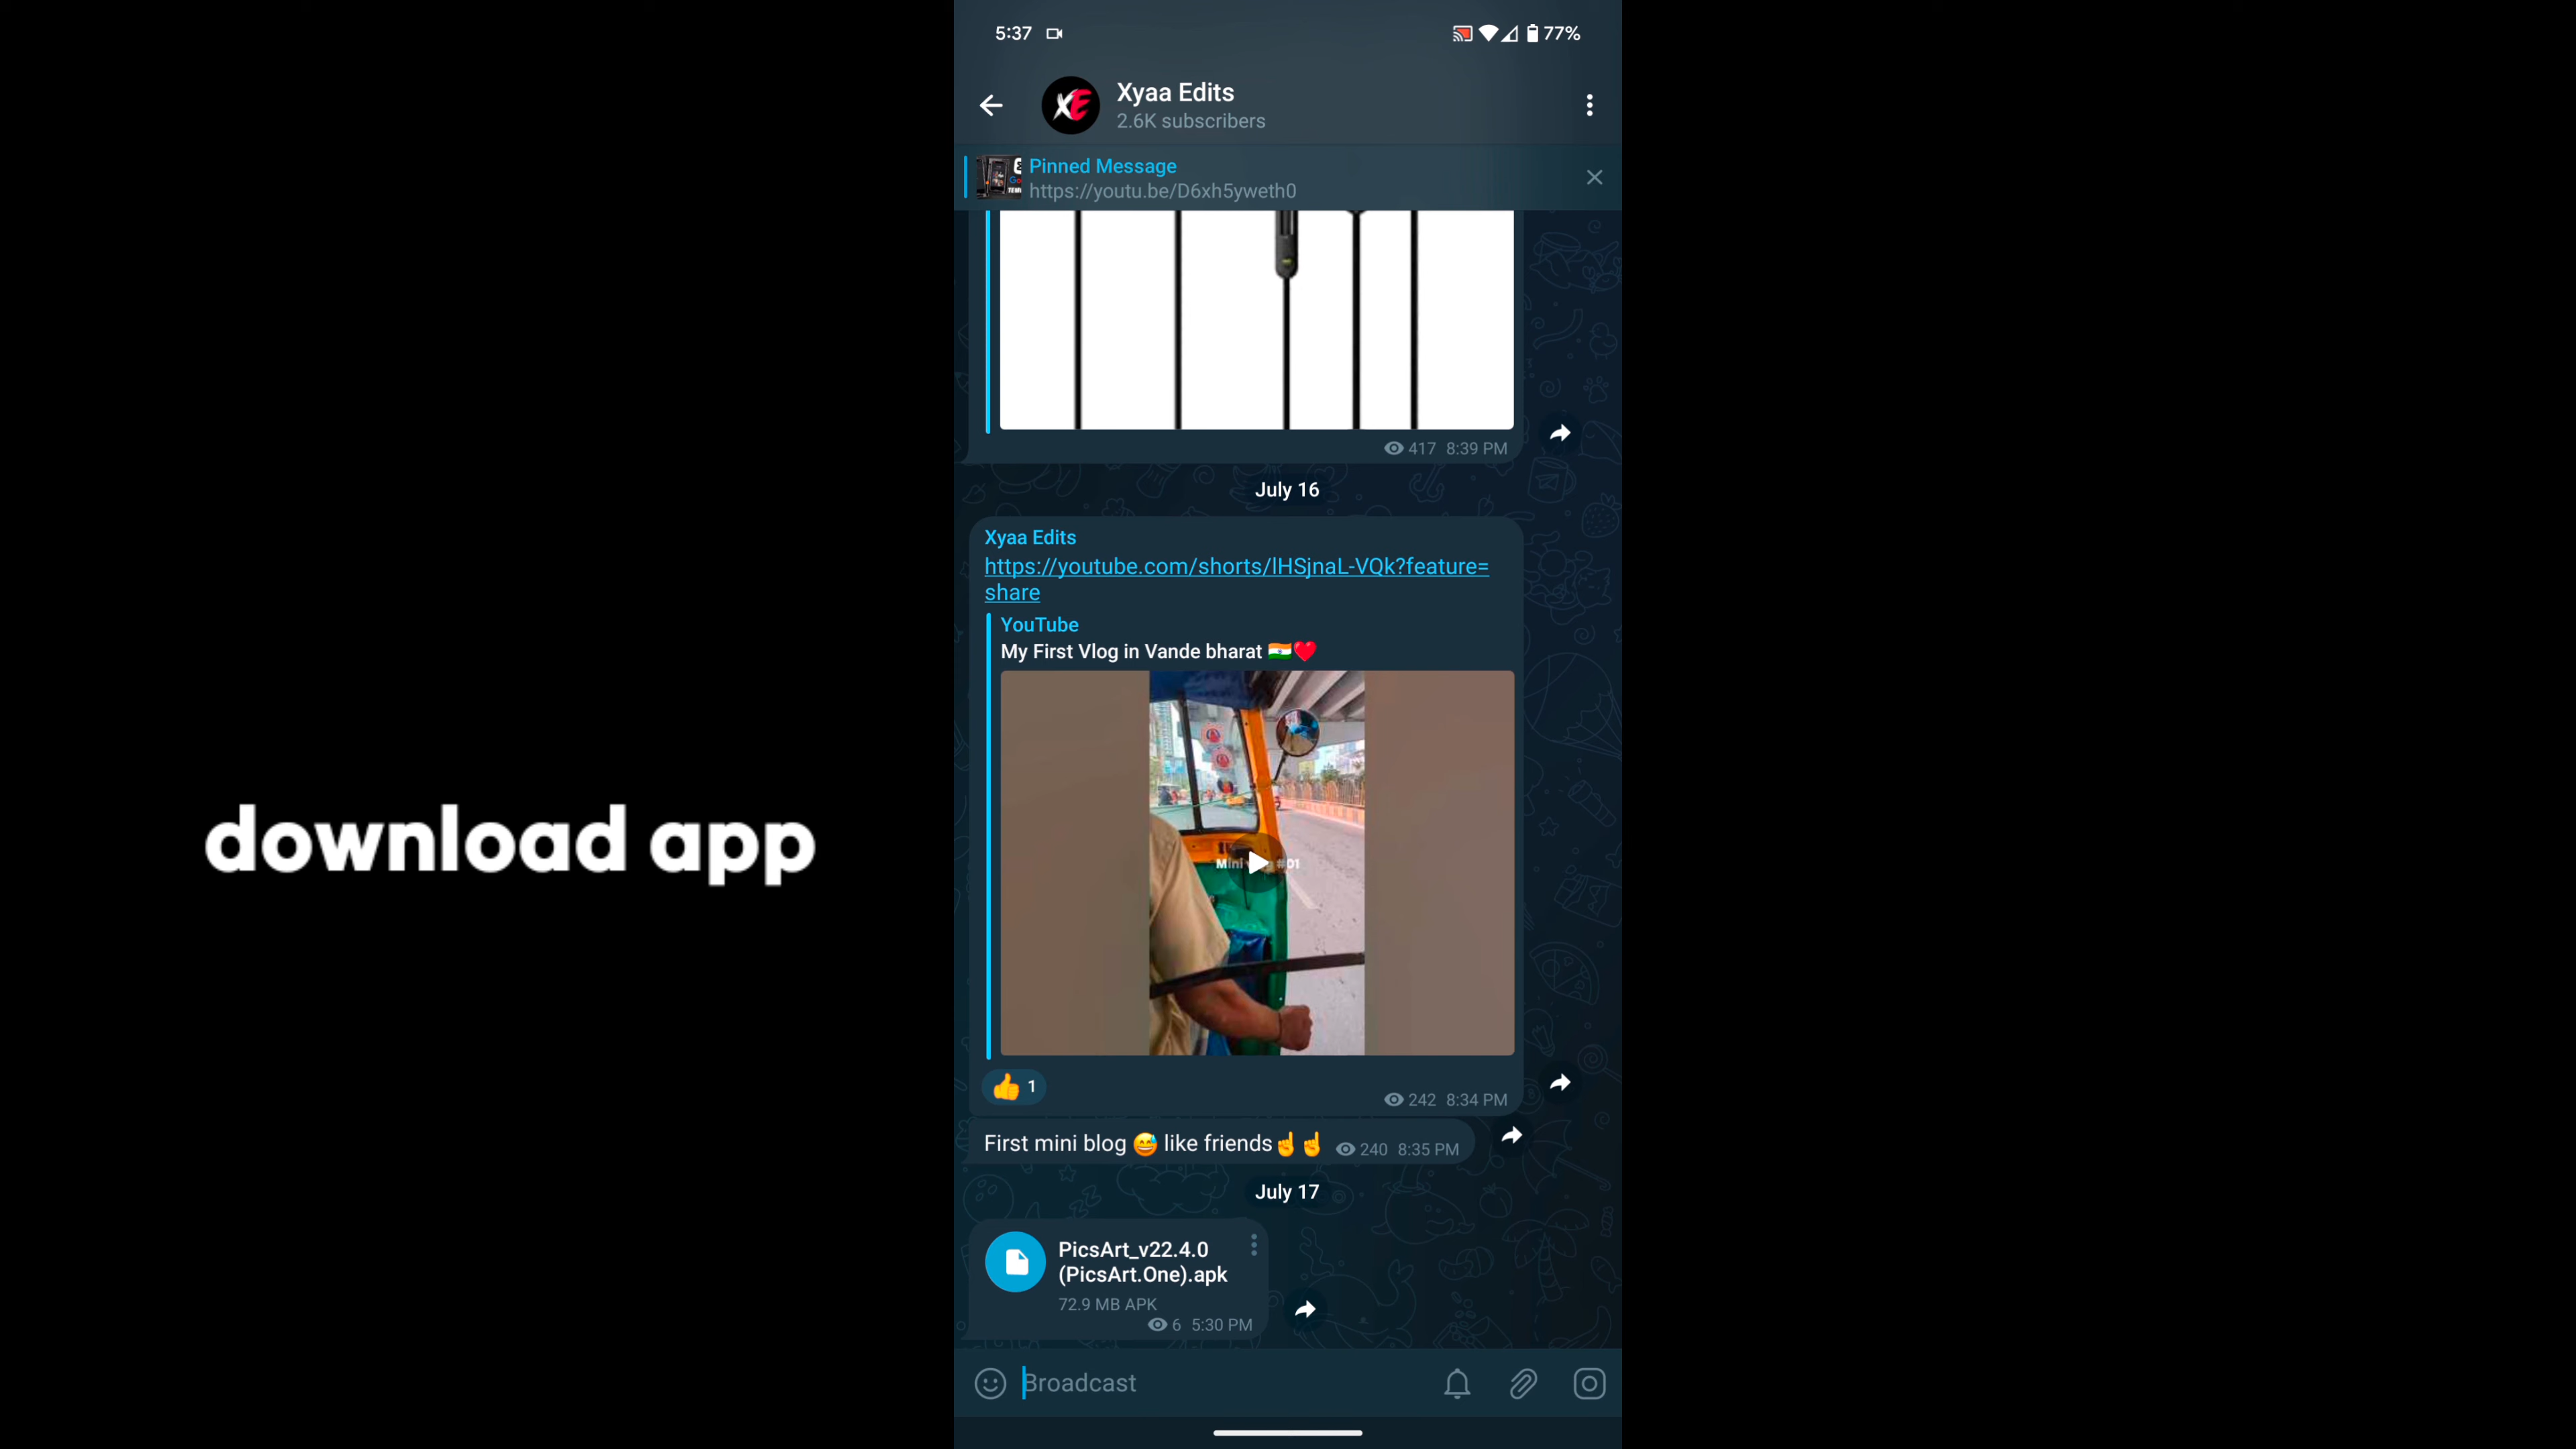 5:37
77%
XE
Xyaa Edits
2.6K subscribers
Pinned Message
https://youtu.be/D6xh5yweth0
417 8:39 PM
July 16
Xyaa Edits
https://youtube.com/shorts/lHSjnaL-VQk?feature=
share
YouTube
My First Vlog in Vande bharat 🇮🇳❤️
👍 1
242 8:34 PM
First mini blog 😅 like friends☝️☝️ 240 8:35 PM
July 17
PicsArt_v22.4.0
(PicsArt.One).apk
72.9 MB APK
6 5:30 PM
Broadcast
download app